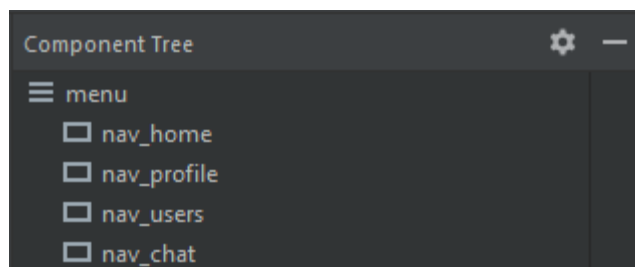 Component Tree
menu
nav_home
nav_profile
nav_users
nav_chat